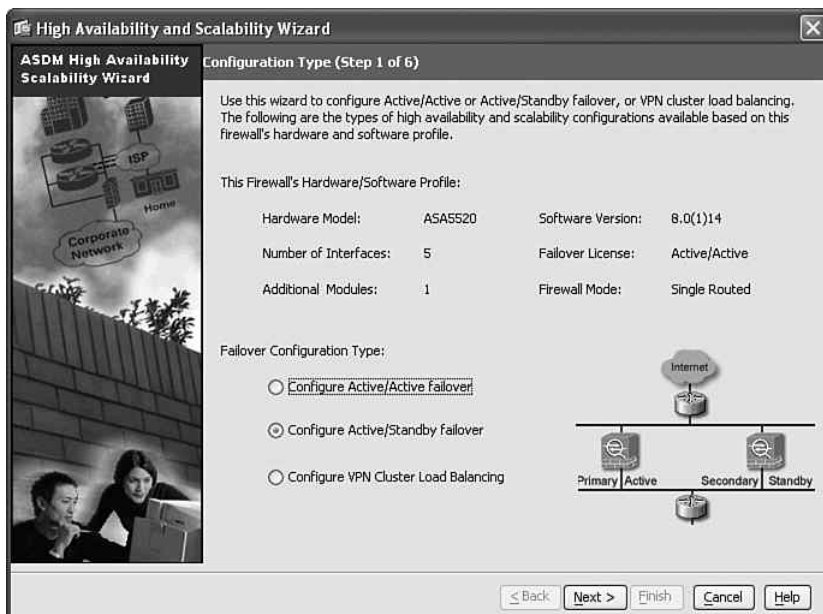 High Availability and Scalability Wizard
ASDM High Availability
Scalability Wizard
Configuration Type (Step 1 of 6)
Use this wizard to configure Active/Active or Active/Standby failover, or VPN cluster load balancing.
The following are the types of high availability and scalability configurations available based on this
firewall's hardware and software profile.
This Firewall's Hardware/Software Profile:
Hardware Model: ASA5520 Software Version: 8.0(1)14
Number of Interfaces: 5 Failover License: Active/Active
Additional Modules: 1 Firewall Mode: Single Routed
ISP
Home
Corporate
Network
Failover Configuration Type:
Configure Active/Active failover
Configure Active/Standby failover
Configure VPN Cluster Load Balancing
Internet
Primary Active Secondary Standby
< Back Next > Finish Cancel Help